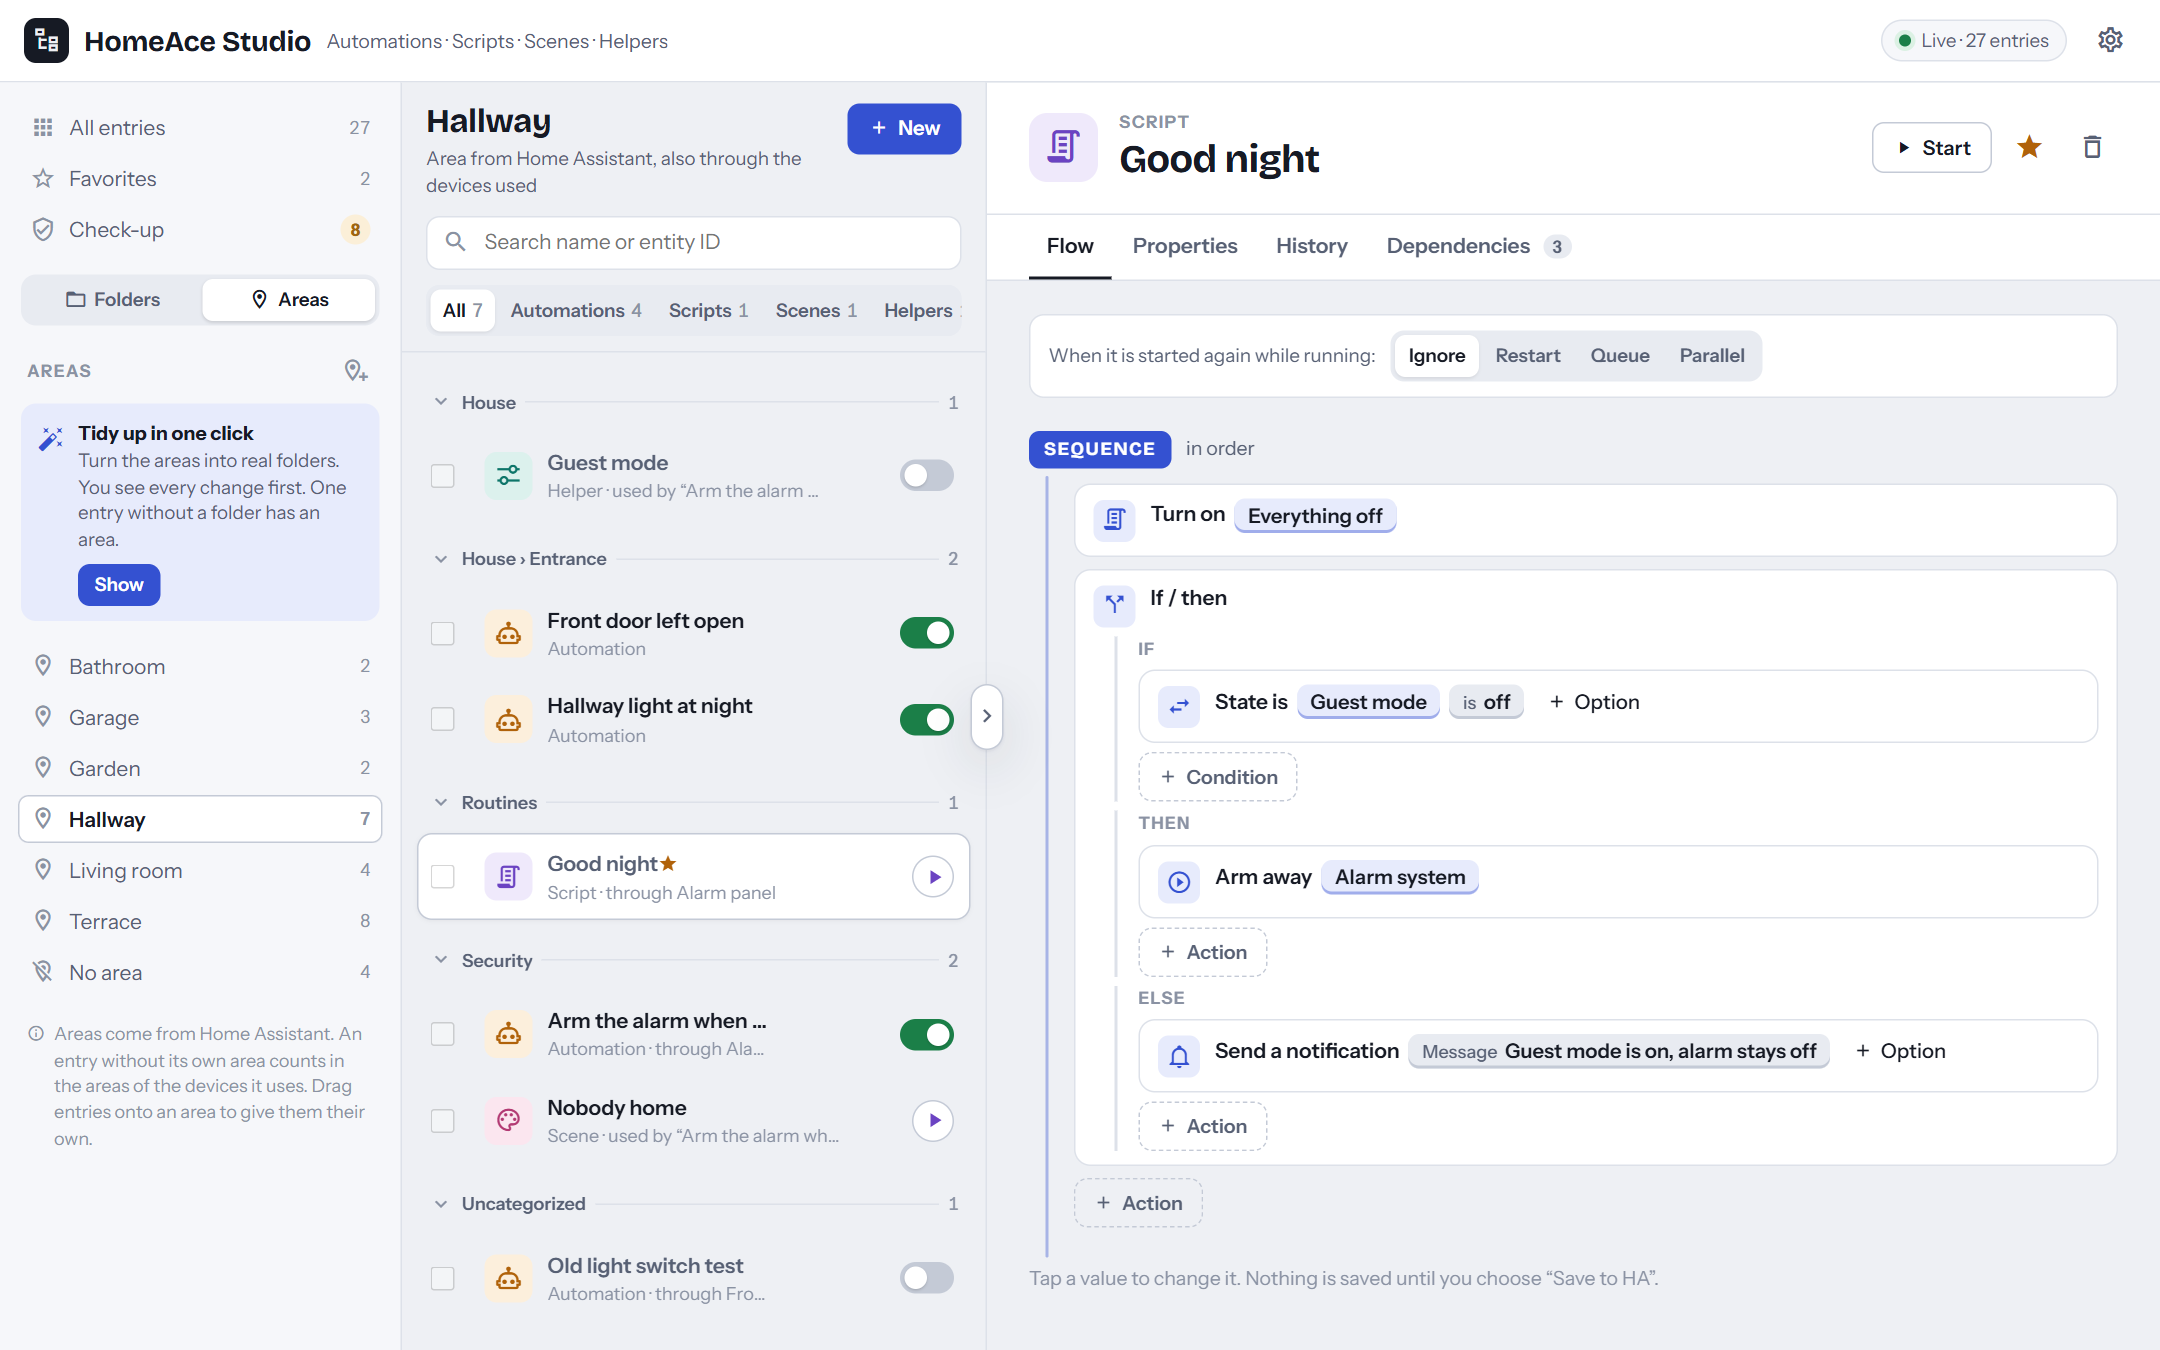 HomeAce Studio
Automations · Scripts · Scenes · Helpers
Live · 27 entries
All entries 27
Favorites 2
Check-up 8
Folders
Areas
AREAS
Tidy up in one click
Turn the areas into real folders.
You see every change first. One
entry without a folder has an
area.
Show
Bathroom 2
Garage 3
Garden 2
Hallway 7
Living room 4
Terrace 8
No area 4
Areas come from Home Assistant. An
entry without its own area counts in
the areas of the devices it uses. Drag
entries onto an area to give them their
own.
Hallway
Area from Home Assistant, also through the
devices used
+ New
Search name or entity ID
All 7 Automations 4 Scripts 1 Scenes 1 Helpers
House 1
Guest mode
Helper · used by “Arm the alarm ...
House › Entrance 2
Front door left open
Automation
Hallway light at night
Automation
Routines 1
Good night
Script · through Alarm panel
Security 2
Arm the alarm when ...
Automation · through Ala...
Nobody home
Scene · used by “Arm the alarm wh...
Uncategorized 1
Old light switch test
Automation · through Fro...
SCRIPT
Good night
Start
Flow Properties History Dependencies 3
When it is started again while running: Ignore Restart Queue Parallel
SEQUENCE in order
Turn on Everything off
If / then
IF
State is Guest mode is off + Option
+ Condition
THEN
Arm away Alarm system
+ Action
ELSE
Send a notification Message Guest mode is on, alarm stays off + Option
+ Action
+ Action
Tap a value to change it. Nothing is saved until you choose “Save to HA”.